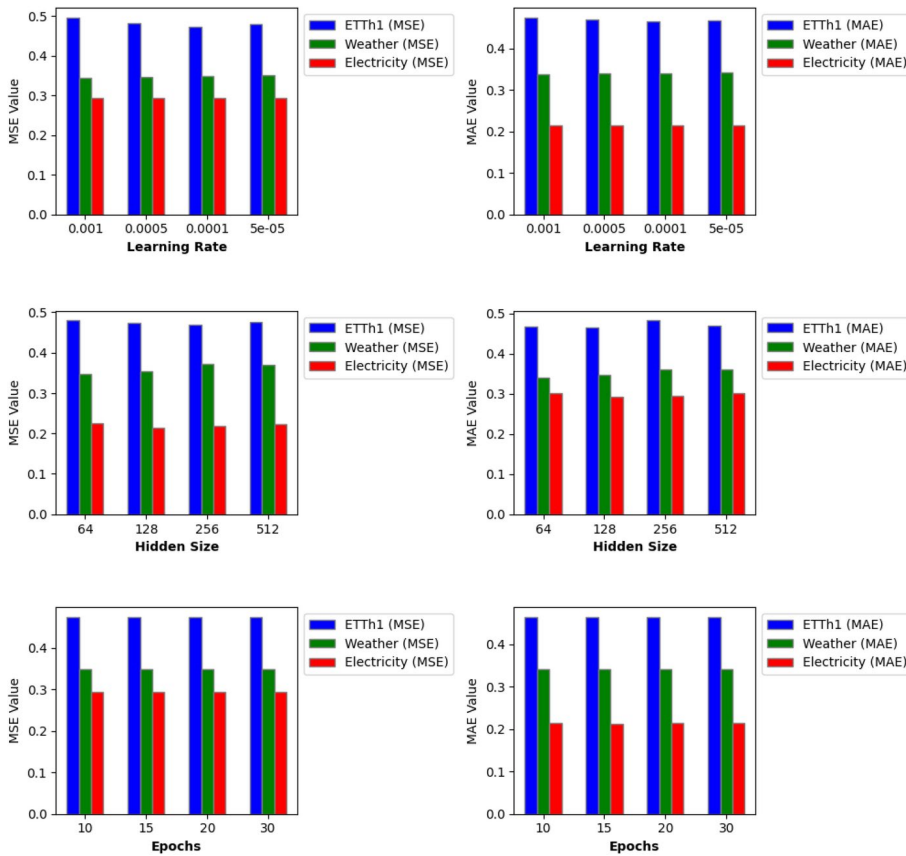 0.5
0.4
0.3
0.2
0.1
0.0
MSE Value
0.001 0.0005 0.0001 5e-05
Learning Rate
ETTh1 (MSE)
Weather (MSE)
Electricity (MSE)
0.4
0.3
0.2
0.1
0.0
MAE Value
0.001 0.0005 0.0001 5e-05
Learning Rate
ETTh1 (MAE)
Weather (MAE)
Electricity (MAE)
0.5
0.4
0.3
0.2
0.1
0.0
MSE Value
64 128 256 512
Hidden Size
ETTh1 (MSE)
Weather (MSE)
Electricity (MSE)
0.5
0.4
0.3
0.2
0.1
0.0
MAE Value
64 128 256 512
Hidden Size
ETTh1 (MAE)
Weather (MAE)
Electricity (MAE)
0.4
0.3
0.2
0.1
0.0
MSE Value
10 15 20 30
Epochs
ETTh1 (MSE)
Weather (MSE)
Electricity (MSE)
0.4
0.3
0.2
0.1
0.0
MAE Value
10 15 20 30
Epochs
ETTh1 (MAE)
Weather (MAE)
Electricity (MAE)